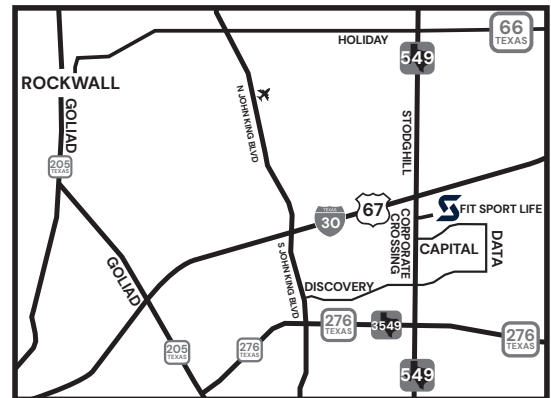 66
TEXAS
HOLIDAY
549
ROCKWALL
GOLIAD
N JOHN KING BLVD
STODGHILL
205
TEXAS
TEXAS
30
67
CORPORATE
CROSSING
FIT SPORT LIFE
CAPITAL
DATA
GOLIAD
S JOHN KING BLVD
DISCOVERY
276
TEXAS
3549
276
TEXAS
205
TEXAS
276
TEXAS
549